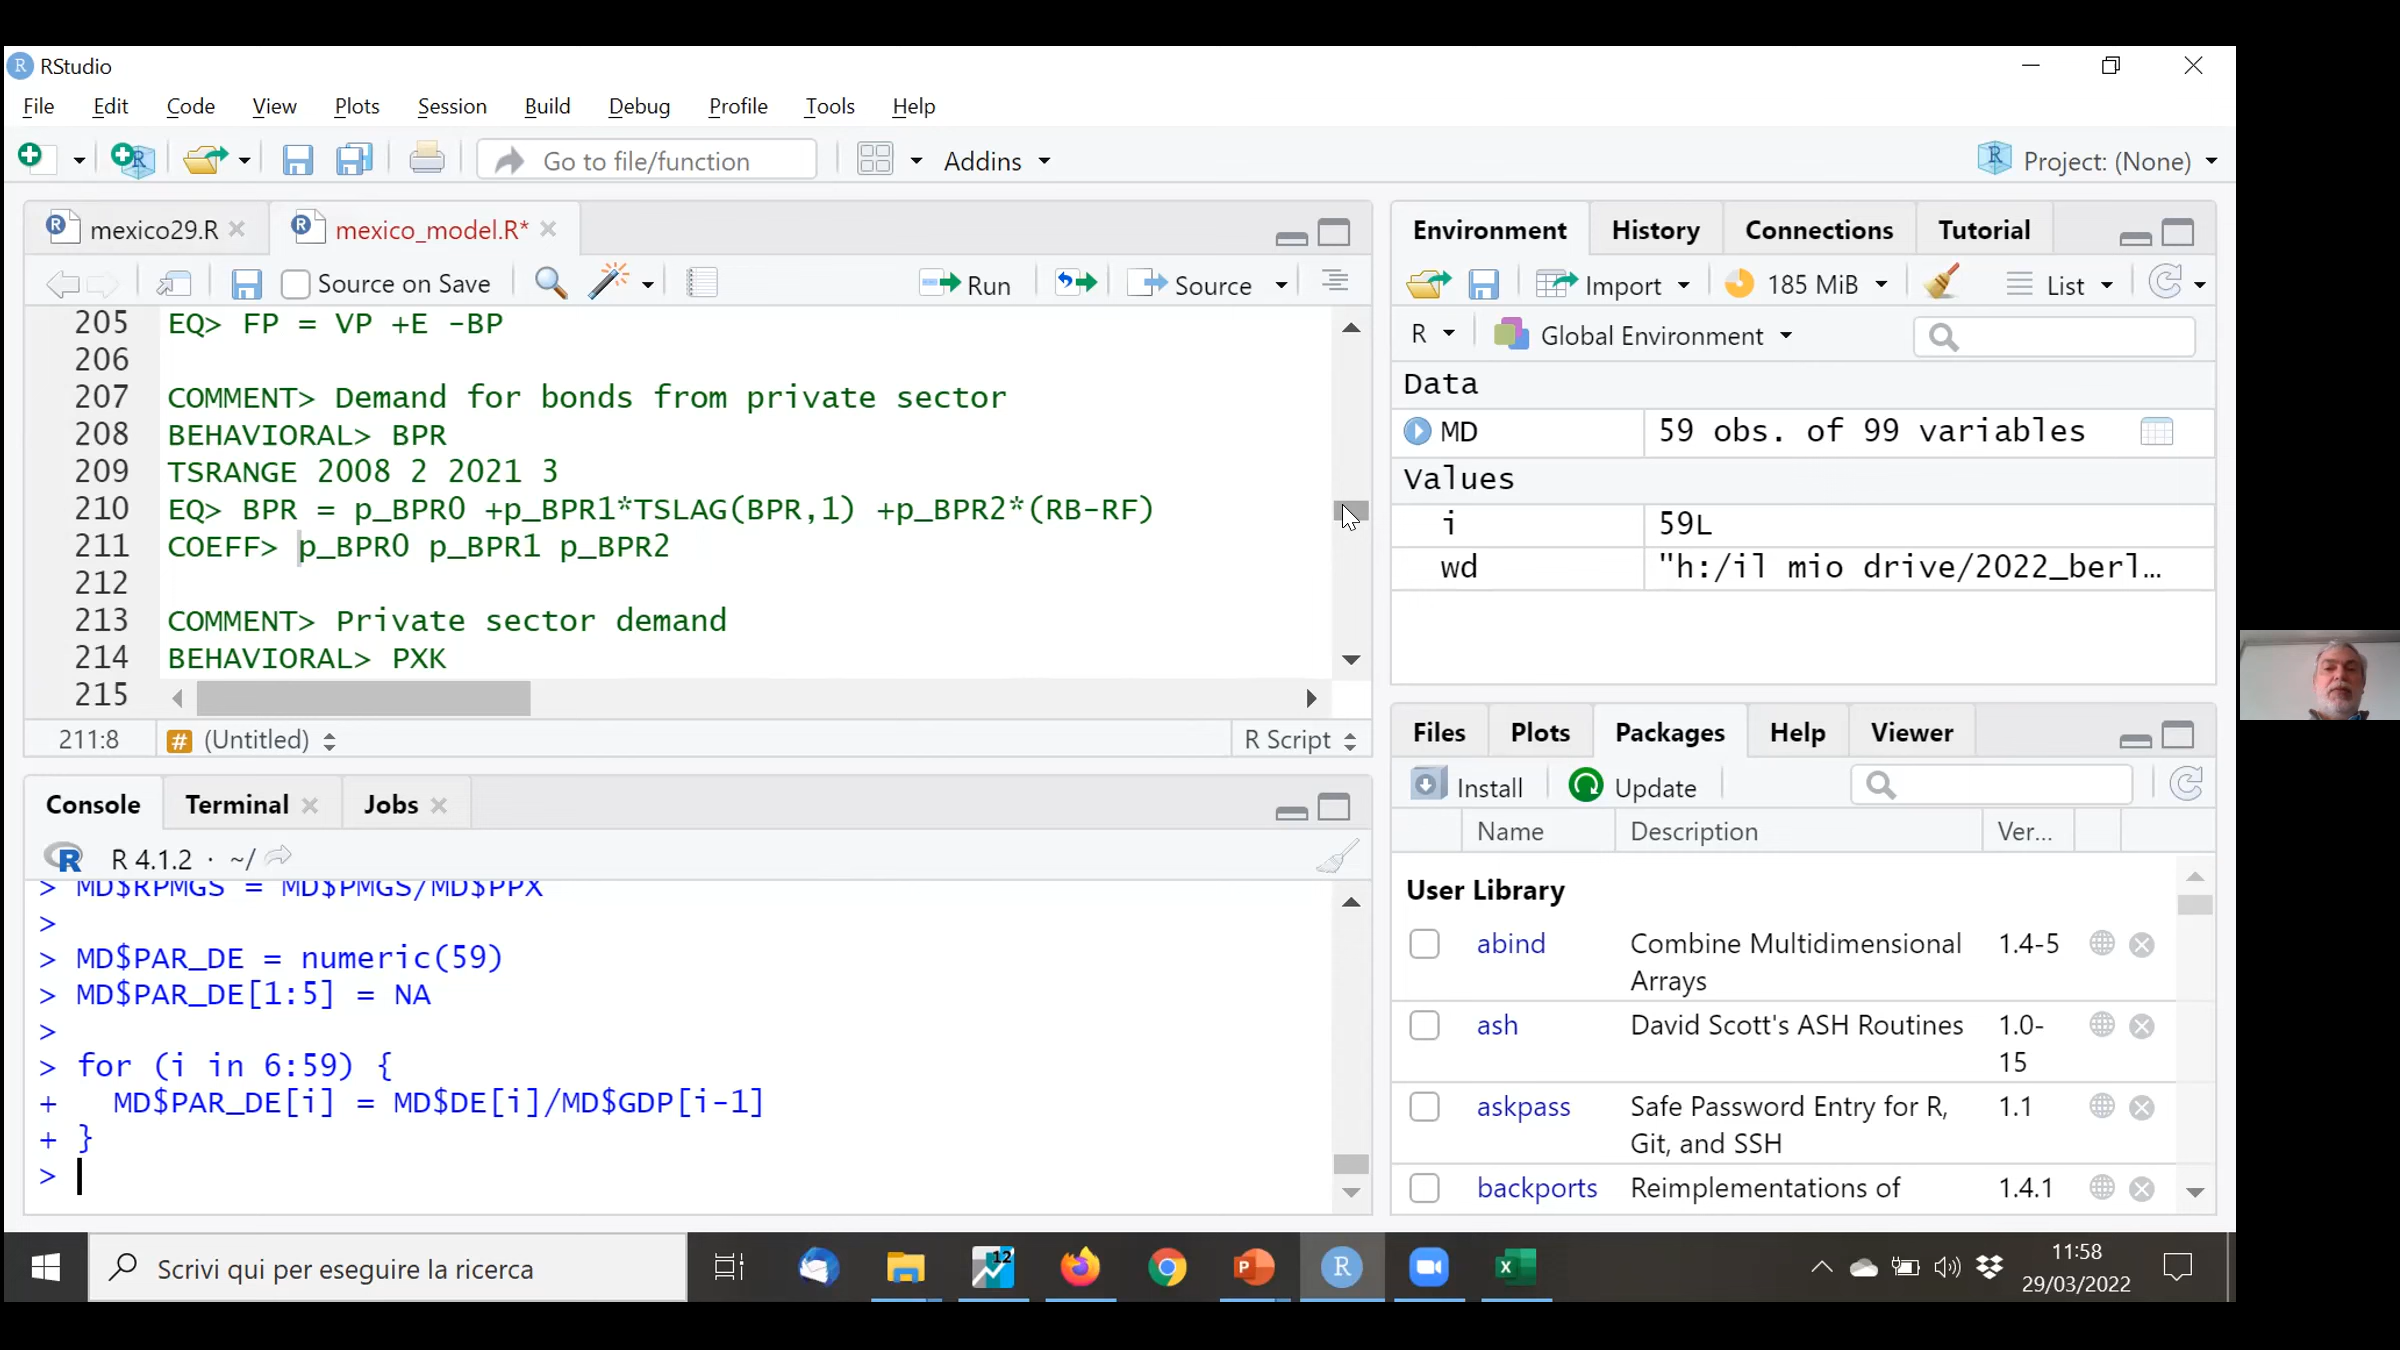 RStudio
File Edit Code View Plots Session Build Debug Profile Tools Help
Go to file/function Addins Project: (None)
mexico29.R mexico_model.R*
Source on Save Run Source
205 EQ> FP = VP +E -BP
206
207 COMMENT> Demand for bonds from private sector
208 BEHAVIORAL> BPR
209 TSRANGE 2008 2 2021 3
210 EQ> BPR = p_BPR0 +p_BPR1*TSLAG(BPR,1) +p_BPR2*(RB-RF)
211 COEFF> p_BPR0 p_BPR1 p_BPR2
212
213 COMMENT> Private sector demand
214 BEHAVIORAL> PXK
215
211:8 # (Untitled) R Script
Console Terminal Jobs
R 4.1.2 · ~/
> MD$RPMGS = MD$PMGS/MD$PPX
>
> MD$PAR_DE = numeric(59)
> MD$PAR_DE[1:5] = NA
>
> for (i in 6:59) {
+ MD$PAR_DE[i] = MD$DE[i]/MD$GDP[i-1]
+ }
>
Environment History Connections Tutorial
Import 185 MiB List
R Global Environment
Data
MD 59 obs. of 99 variables
Values
i 59L
wd "h:/il mio drive/2022_berl…
Files Plots Packages Help Viewer
Install Update
Name Description Ver...
User Library
abind Combine Multidimensional Arrays 1.4-5
ash David Scott's ASH Routines 1.0-15
askpass Safe Password Entry for R, Git, and SSH 1.1
backports Reimplementations of 1.4.1
Scrivi qui per eseguire la ricerca
12
11:58
29/03/2022